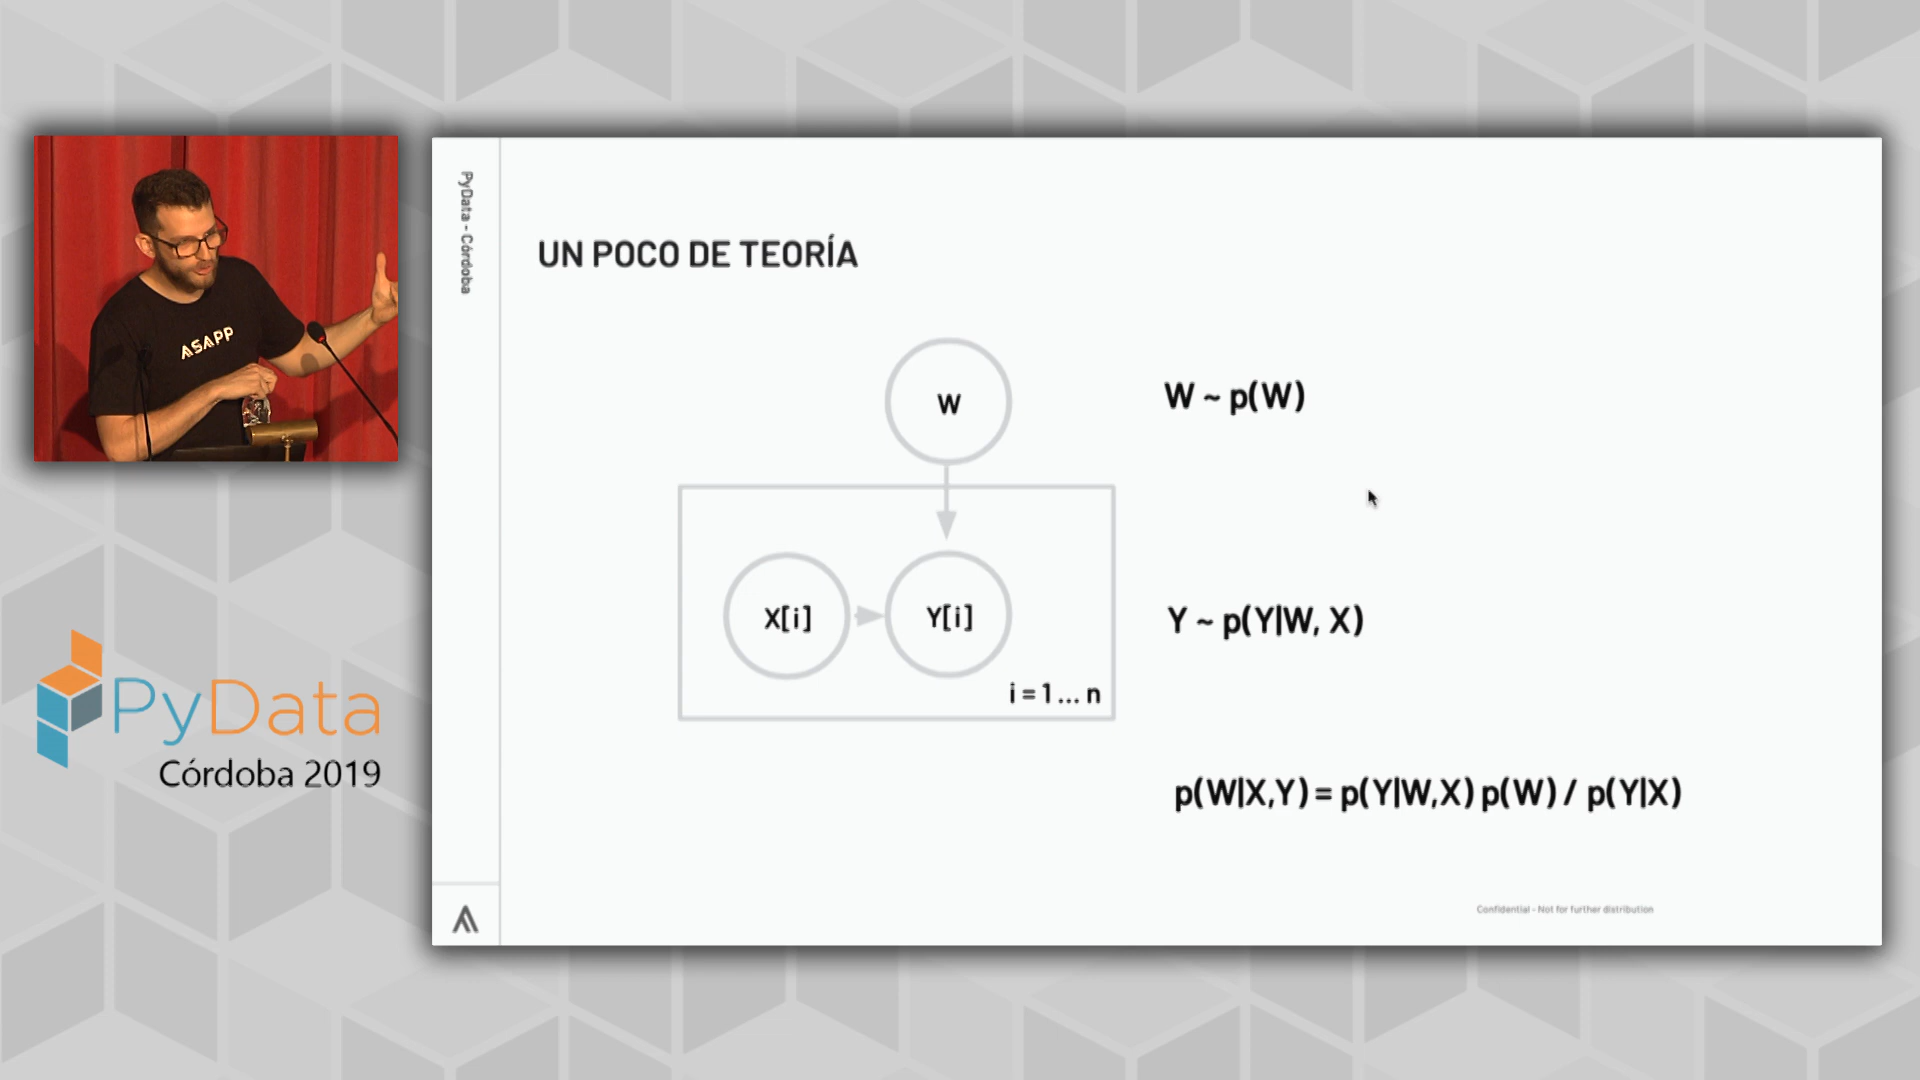 ASAPP
PyData
Córdoba 2019
PyData - Córdoba
UN POCO DE TEORÍA
W
W ~ p(W)
X[i]
Y[i]
Y ~ p(Y|W, X)
i = 1 ... n
p(W|X,Y) = p(Y|W,X) p(W) / p(Y|X)
Confidential - Not for further distribution